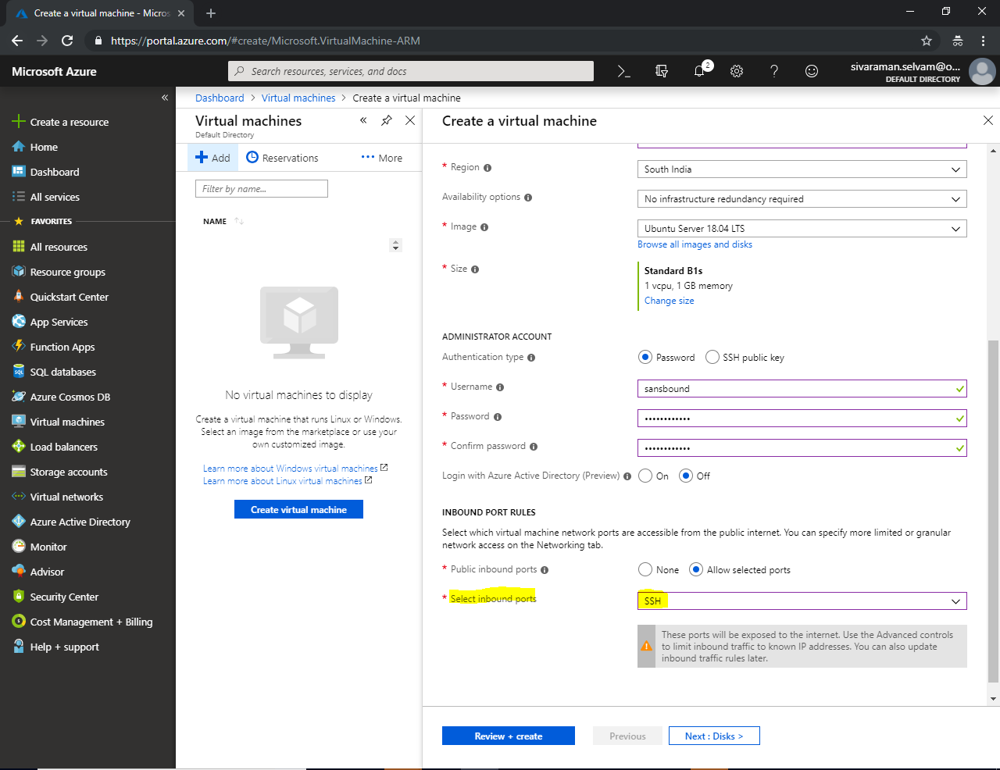 Create a virtual machine - Micros
https://portal.azure.com/#create/Microsoft.VirtualMachine-ARM
Microsoft Azure
Search resources, services, and docs
2
sivaraman.selvam@o...
DEFAULT DIRECTORY
Create a resource
Home
Dashboard
All services
FAVORITES
All resources
Resource groups
Quickstart Center
App Services
Function Apps
SQL databases
Azure Cosmos DB
Virtual machines
Load balancers
Storage accounts
Virtual networks
Azure Active Directory
Monitor
Advisor
Security Center
Cost Management + Billing
Help + support
Dashboard > Virtual machines > Create a virtual machine
Virtual machines
Default Directory
Add
Reservations
More
Filter by name...
NAME
No virtual machines to display
Create a virtual machine that runs Linux or Windows.
Select an image from the marketplace or use your
own customized image.
Learn more about Windows virtual machines
Learn more about Linux virtual machines
Create virtual machine
Create a virtual machine
* Region
South India
Availability options
No infrastructure redundancy required
* Image
Ubuntu Server 18.04 LTS
Browse all images and disks
* Size
Standard B1s
1 vcpu, 1 GB memory
Change size
ADMINISTRATOR ACCOUNT
Authentication type
Password
SSH public key
* Username
sansbound
* Password
••••••••••••
* Confirm password
••••••••••••
Login with Azure Active Directory (Preview)
On
Off
INBOUND PORT RULES
Select which virtual machine network ports are accessible from the public internet. You can specify more limited or granular
network access on the Networking tab.
* Public inbound ports
None
Allow selected ports
* Select inbound ports
SSH
These ports will be exposed to the internet. Use the Advanced controls
to limit inbound traffic to known IP addresses. You can also update
inbound traffic rules later.
Review + create
Previous
Next : Disks >